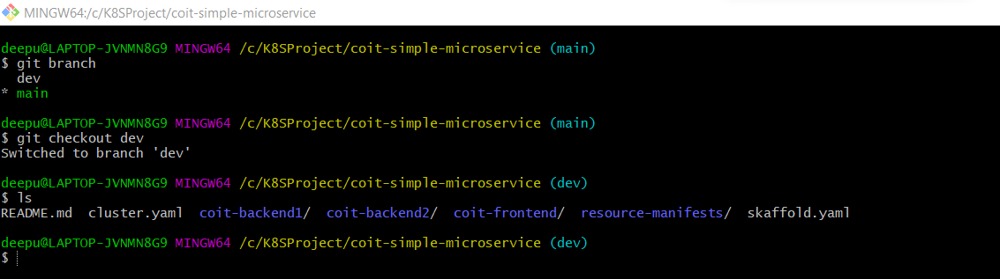 MINGW64:/c/K8SProject/coit-simple-microservice
deepu@LAPTOP-JVNMN8G9 MINGW64 /c/K8SProject/coit-simple-microservice (main)
$ git branch
  dev
* main
deepu@LAPTOP-JVNMN8G9 MINGW64 /c/K8SProject/coit-simple-microservice (main)
$ git checkout dev
Switched to branch 'dev'
deepu@LAPTOP-JVNMN8G9 MINGW64 /c/K8SProject/coit-simple-microservice (dev)
$ ls
README.md  cluster.yaml  coit-backend1/  coit-backend2/  coit-frontend/  resource-manifests/  skaffold.yaml
deepu@LAPTOP-JVNMN8G9 MINGW64 /c/K8SProject/coit-simple-microservice (dev)
$